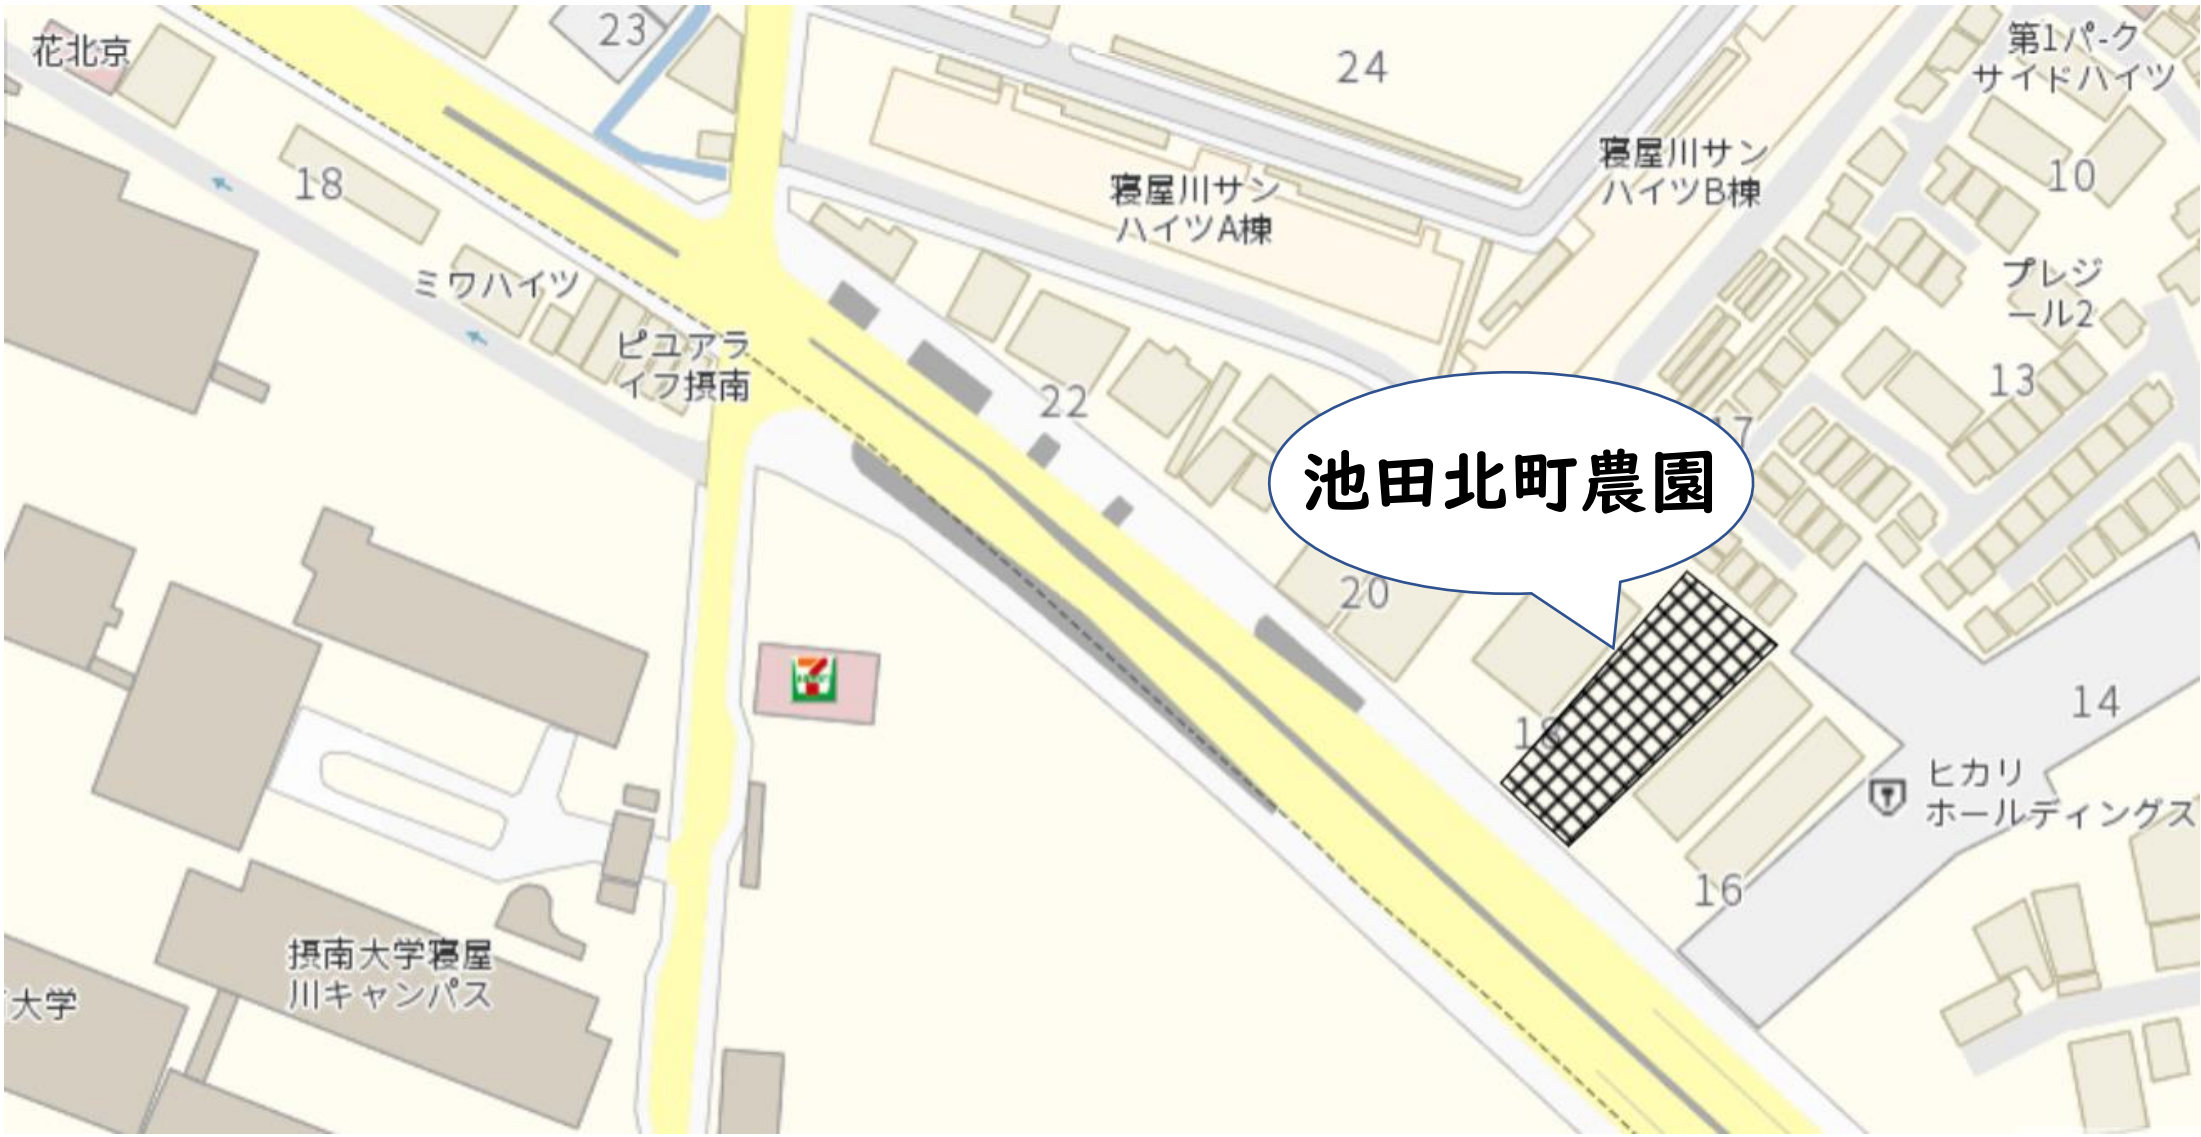 花北京
23
24
第1パｰク
サイドハイツ
18
寝屋川サン
ハイツA棟
寝屋川サン
ハイツB棟
10
ミワハイツ
プレジ
ール2
ピュアラ
イフ摂南
22
13
17
池田北町農園
20
18
14
ヒカリ
ホールディングス
16
摂南大学寝屋
川キャンパス
大学